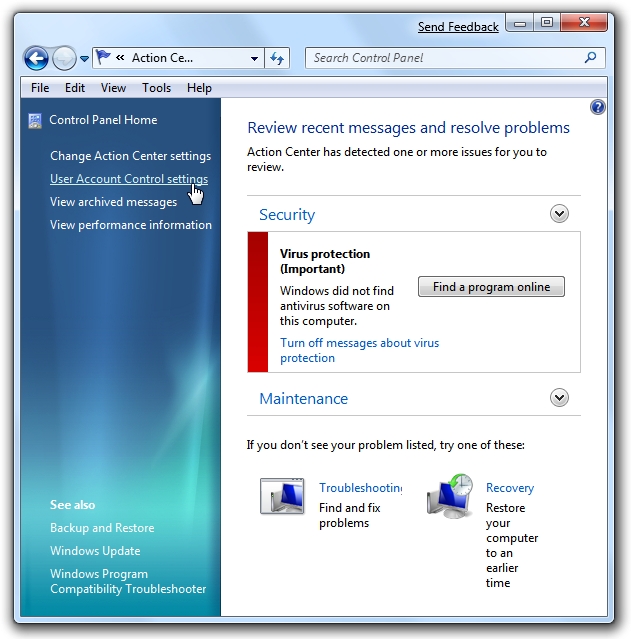 Send Feedback
« Action Ce...
Search Control Panel
File Edit View Tools Help
Control Panel Home
Change Action Center settings
User Account Control settings
View archived messages
View performance information
See also
Backup and Restore
Windows Update
Windows Program
Compatibility Troubleshooter
Review recent messages and resolve problems
Action Center has detected one or more issues for you to
review.
Security
Virus protection
(Important)
Windows did not find
antivirus software on
this computer.
Find a program online
Turn off messages about virus
protection
Maintenance
If you don't see your problem listed, try one of these:
Troubleshooting
Find and fix
problems
Recovery
Restore
your
computer
to an
earlier
time